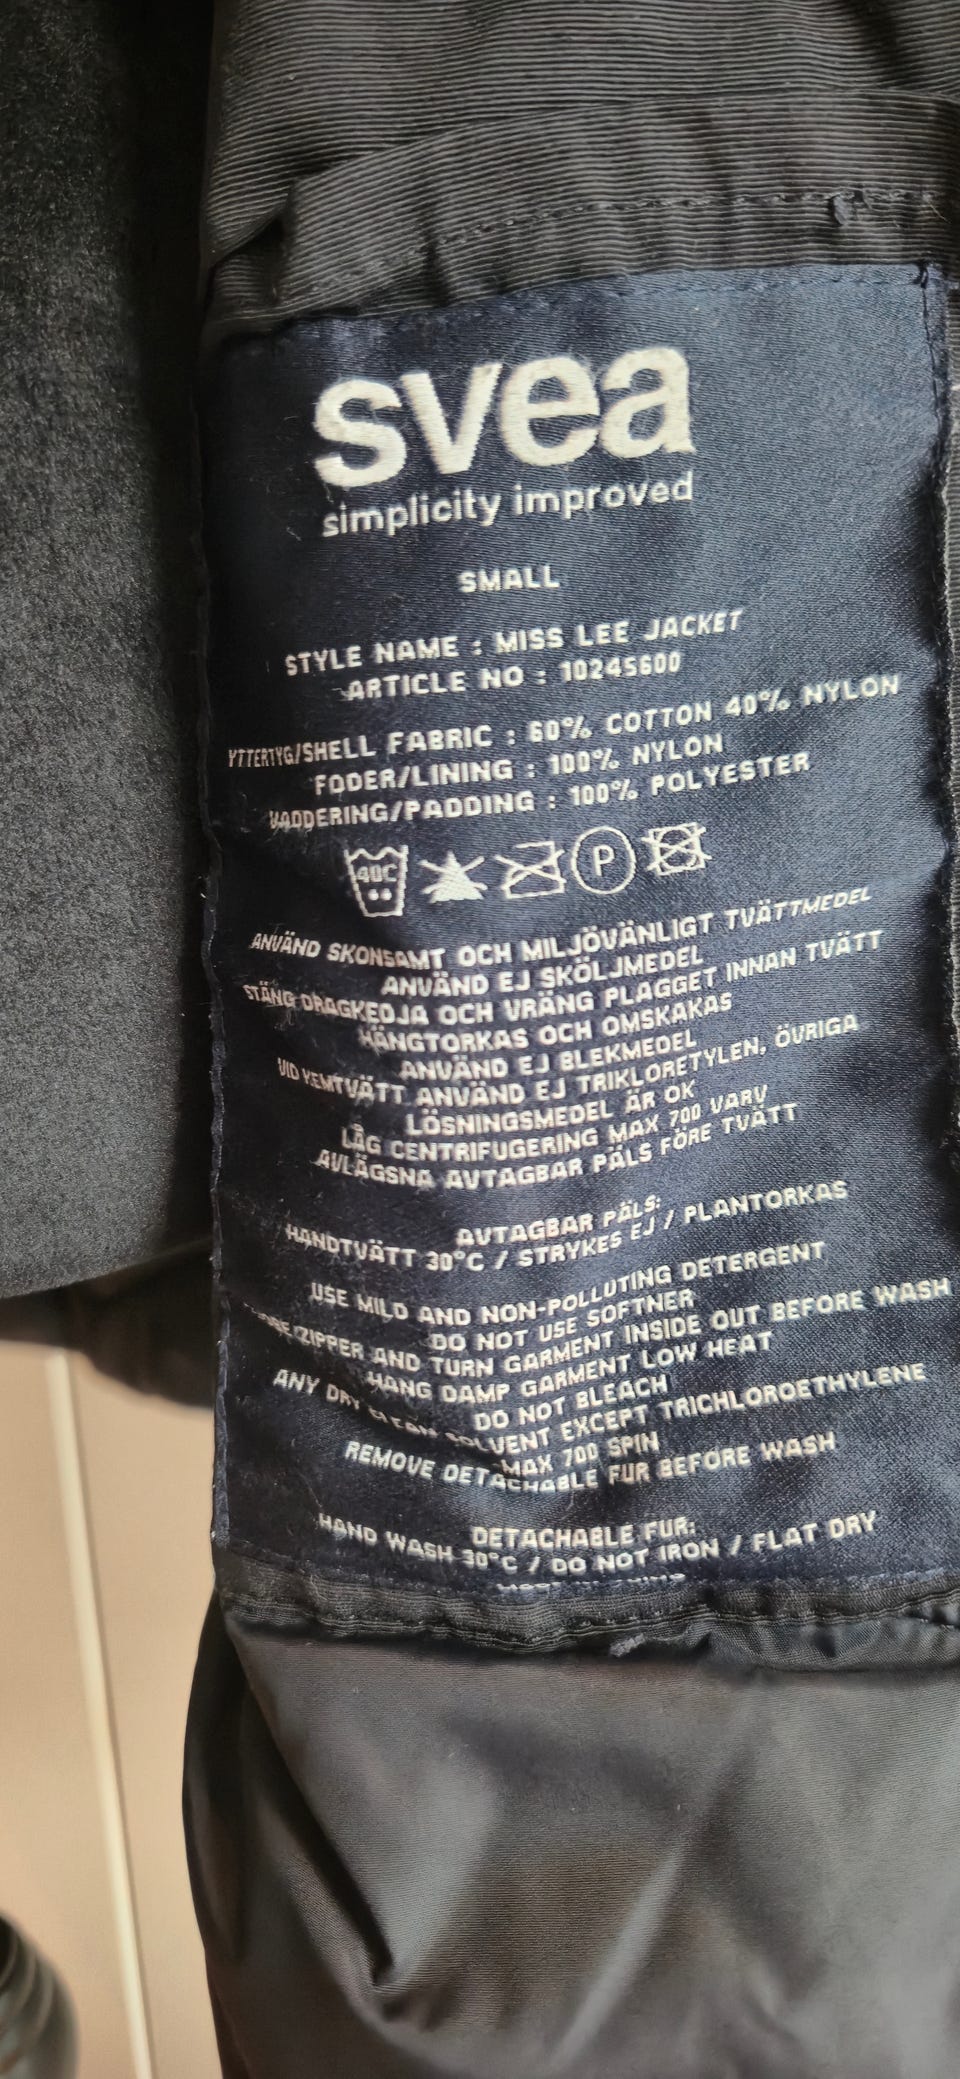 svea
simplicity improved
SMALL
STYLE NAME : MISS LEE JACKET
ARTICLE NO : 10245600
YTTERTYG/SHELL FABRIC : 60% COTTON 40% NYLON
FODER/LINING : 100% NYLON
VADDERING/PADDING : 100% POLYESTER
40C P
ANVÄND SKONSAMT OCH MILJÖVÄNLIGT TVÄTTMEDEL
ANVÄND EJ SKÖLJMEDEL
STÄNG DRAGKEDJA OCH VRÄNG PLAGGET INNAN TVÄTT
HÄNGTORKAS OCH OMSKAKAS
ANVÄND EJ BLEKMEDEL
VID KEMTVÄTT ANVÄND EJ TRIKLORETYLEN, ÖVRIGA
LÖSNINGSMEDEL ÄR OK
LÅG CENTRIFUGERING MAX 700 VARV
AVLÄGSNA AVTAGBAR PÄLS FÖRE TVÄTT
AVTAGBAR PÄLS:
HANDTVÄTT 30°C / STRYKES EJ / PLANTORKAS
USE MILD AND NON-POLLUTING DETERGENT
DO NOT USE SOFTNER
ZIPPER AND TURN GARMENT INSIDE OUT BEFORE WASH
HANG DAMP GARMENT LOW HEAT
DO NOT BLEACH
ANY DRY CLEAN SOLVENT EXCEPT TRICHLOROETHYLENE
MAX 700 SPIN
REMOVE DETACHABLE FUR BEFORE WASH
DETACHABLE FUR:
HAND WASH 30°C / DO NOT IRON / FLAT DRY